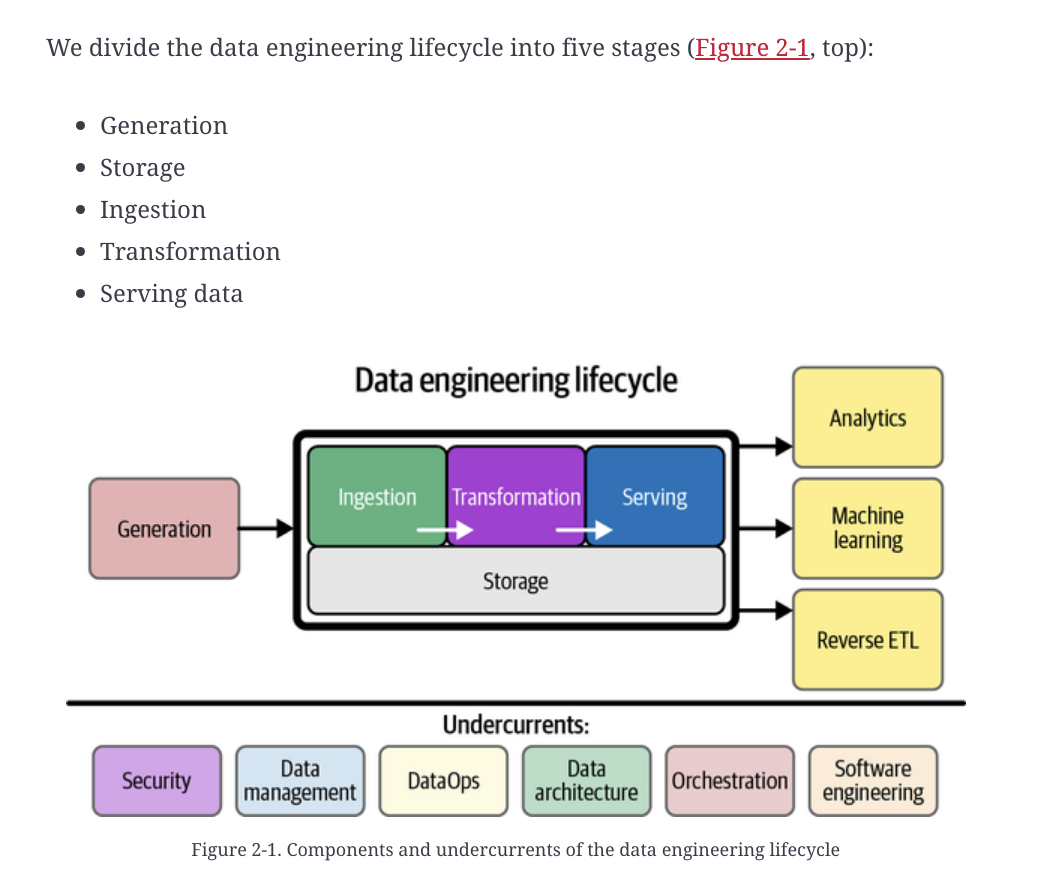 We divide the data engineering lifecycle into five stages (Figure 2-1, top):
• Generation
• Storage
• Ingestion
• Transformation
• Serving data
Data engineering lifecycle
Generation
Ingestion
Transformation
Serving
Storage
Analytics
Machine
learning
Reverse ETL
Undercurrents:
Security
Data
management
DataOps
Data
architecture
Orchestration
Software
engineering
Figure 2-1. Components and undercurrents of the data engineering lifecycle